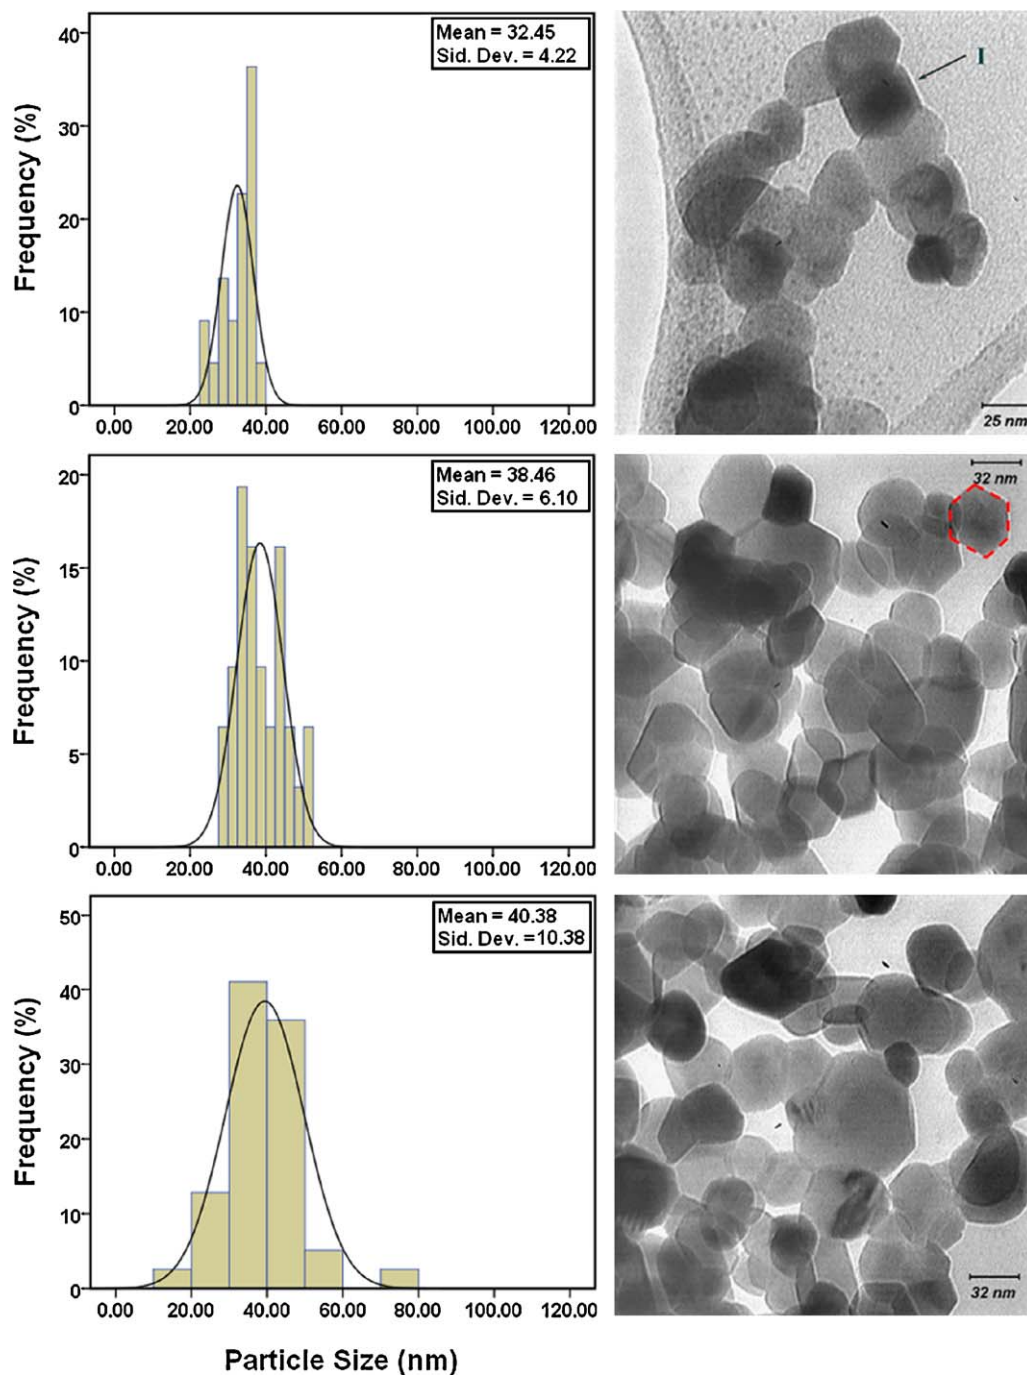 Mean = 32.45
Sid. Dev. = 4.22
Frequency (%)
40
30
20
10
0
0.00 20.00 40.00 60.00 80.00 100.00 120.00
I
25 nm
Mean = 38.46
Sid. Dev. = 6.10
Frequency (%)
20
15
10
5
0
0.00 20.00 40.00 60.00 80.00 100.00 120.00
32 nm
Mean = 40.38
Sid. Dev. =10.38
Frequency (%)
50
40
30
20
10
0
0.00 20.00 40.00 60.00 80.00 100.00 120.00
32 nm
Particle Size (nm)